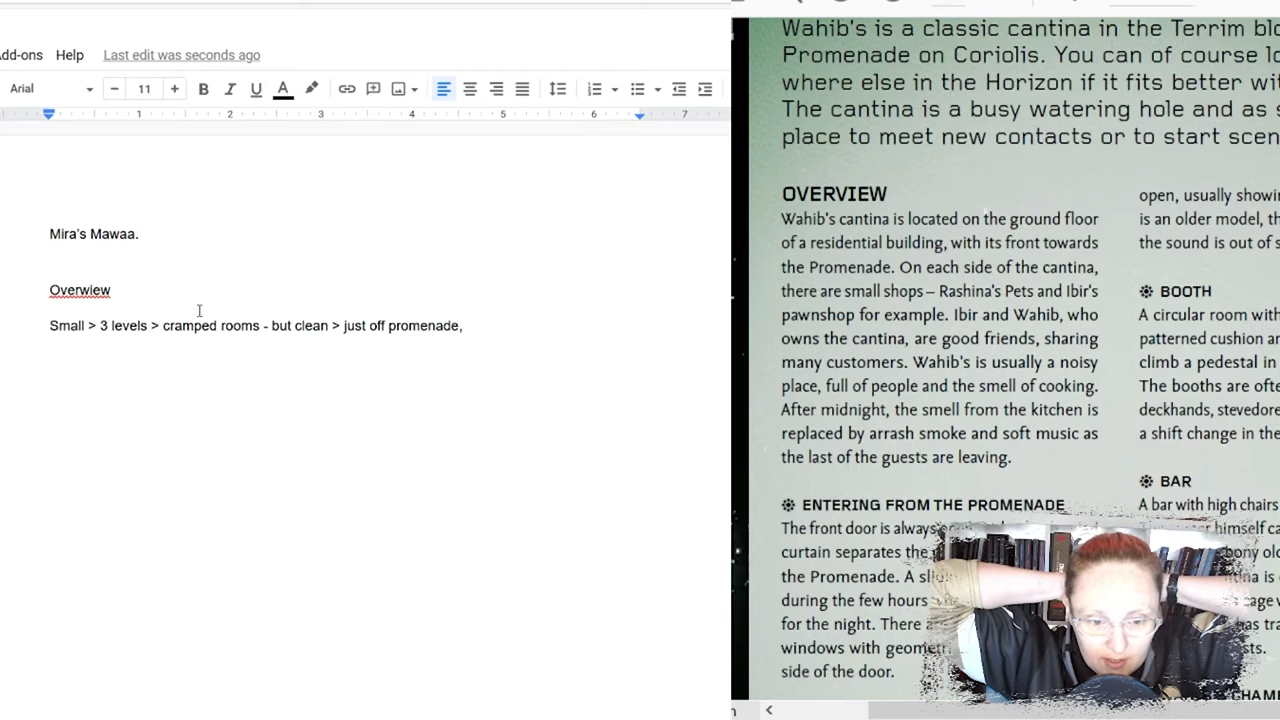 Add-ons Help Last edit was seconds ago
Arial 11 B I U A
1 2 3 4 5 6 7
Mira's Mawaa.
Overwiew
Small > 3 levels > cramped rooms - but clean > just off promenade,
Wahib's is a classic cantina in the Terrim
Promenade on Coriolis. You can of course
where else in the Horizon if it fits better
The cantina is a busy watering hole and as
place to meet new contacts or to start
OVERVIEW
Wahib's cantina is located on the ground floor
of a residential building, with its front towards
the Promenade. On each side of the cantina,
there are small shops – Rashina's Pets and Ibir's
pawnshop for example. Ibir and Wahib, who
owns the cantina, are good friends, sharing
many customers. Wahib's is usually a noisy
place, full of people and the smell of cooking.
After midnight, the smell from the kitchen is
replaced by arrash smoke and soft music as
the last of the guests are leaving.
ENTERING FROM THE PROMENADE
The front door is always
curtain separates the
the Promenade. A
during the few hours
for the night. There
windows with
side of the door.
open, usually
is an older model,
the sound is out of
BOOTH
A circular room with
patterned cushion
climb a pedestal in
The booths are
deckhands,
a shift change in the
BAR
A bar with high chairs
himself